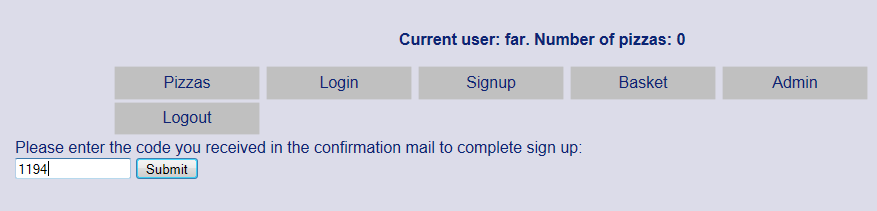 Current user: far. Number of pizzas: 0
Pizzas Login Signup Basket Admin
Logout
Please enter the code you received in the confirmation mail to complete sign up:
1194 Submit